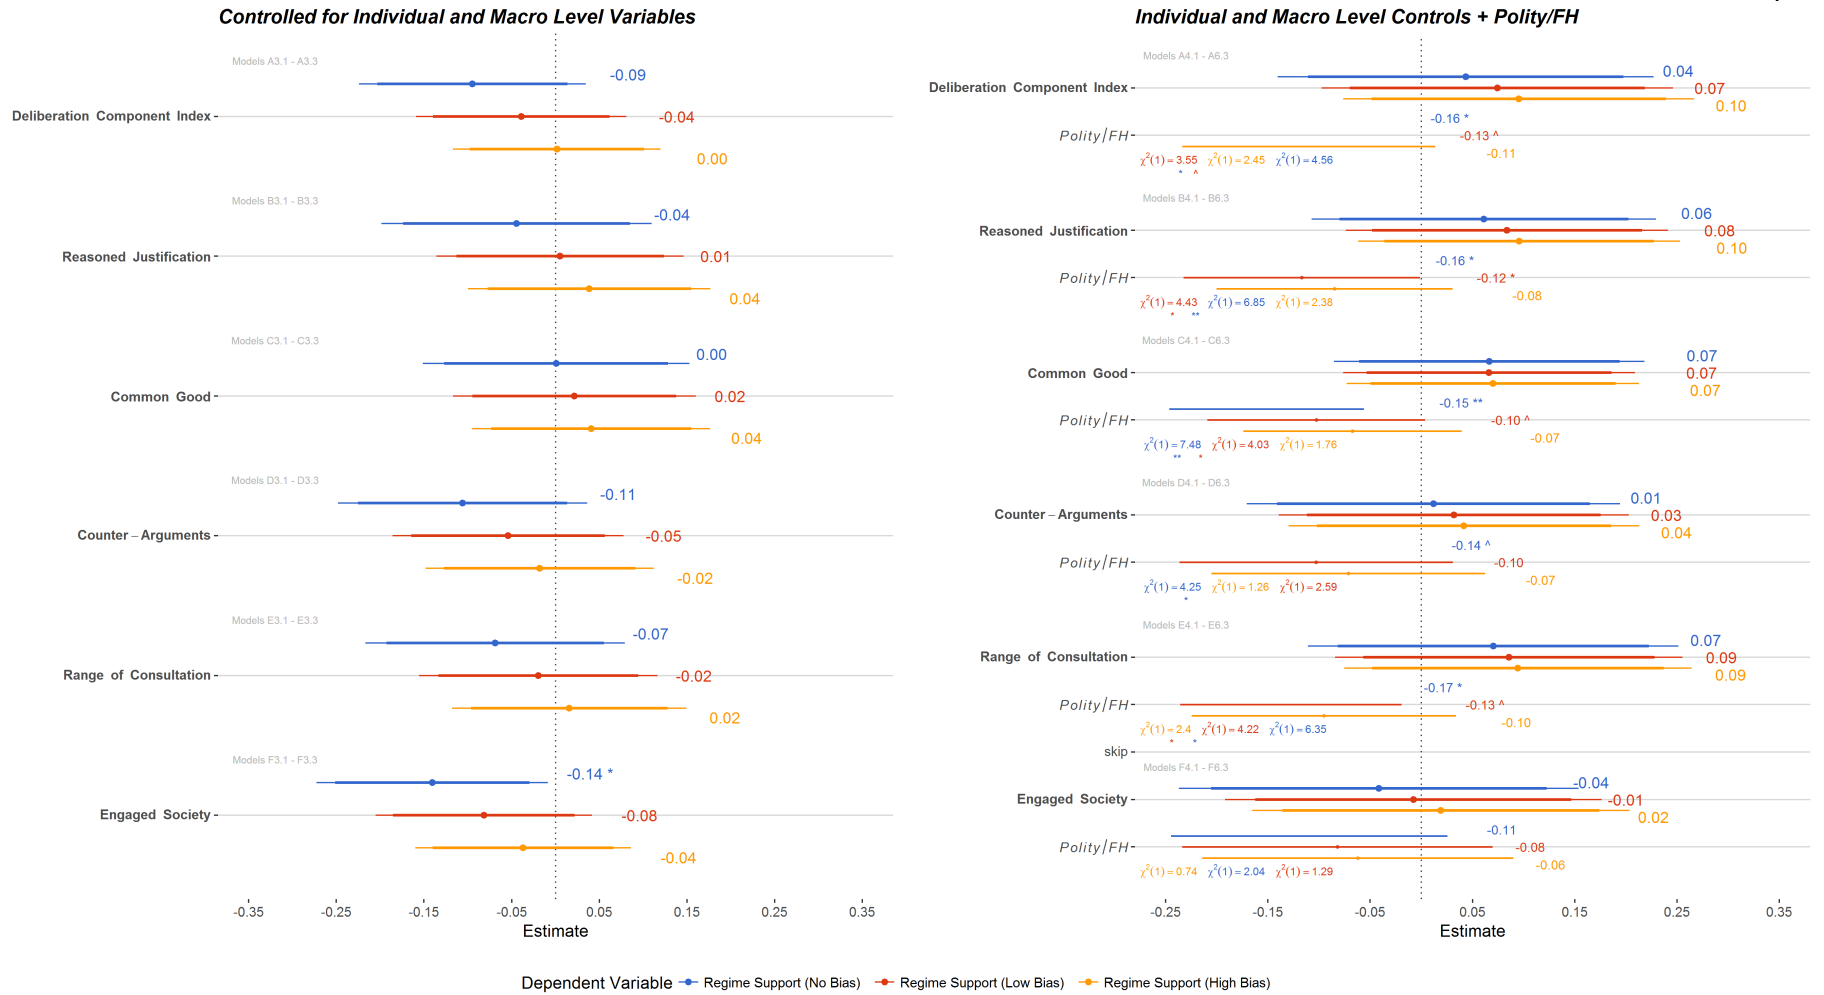 Controlled for Individual and Macro Level Variables
Models A3.1 - A3.3
-0.09
Deliberation Component Index
-0.04
0.00
Models B3.1 - B3.3
-0.04
Reasoned Justification
0.01
0.04
Models C3.1 - C3.3
0.00
Common Good
0.02
0.04
Models D3.1 - D3.3
-0.11
Counter–Arguments
-0.05
-0.02
Models E3.1 - E3.3
-0.07
Range of Consultation
-0.02
0.02
Models F3.1 - F3.3
-0.14 *
Engaged Society
-0.08
-0.04
-0.35 -0.25 -0.15 -0.05 0.05 0.15 0.25 0.35
Estimate
Individual and Macro Level Controls + Polity/FH
Models A4.1 - A6.3
0.04
Deliberation Component Index
0.07
0.10
-0.16 *
Polity/FH
-0.13 ^
-0.11
χ²(1) = 3.55 χ²(1) = 2.45 χ²(1) = 4.56
* ^
Models B4.1 - B6.3
0.06
Reasoned Justification
0.08
0.10
-0.16 *
Polity/FH
-0.12 *
-0.08
χ²(1) = 4.43 χ²(1) = 6.85 χ²(1) = 2.38
* **
Models C4.1 - C6.3
0.07
Common Good
0.07
0.07
-0.15 **
Polity/FH
-0.10 ^
-0.07
χ²(1) = 7.48 χ²(1) = 4.03 χ²(1) = 1.76
** *
Models D4.1 - D6.3
0.01
Counter–Arguments
0.03
0.04
-0.14 ^
Polity/FH
-0.10
-0.07
χ²(1) = 4.25 χ²(1) = 1.26 χ²(1) = 2.59
*
Models E4.1 - E6.3
0.07
Range of Consultation
0.09
0.09
-0.17 *
Polity/FH
-0.13 ^
-0.10
χ²(1) = 2.4 χ²(1) = 4.22 χ²(1) = 6.35
* *
skip
Models F4.1 - F6.3
-0.04
Engaged Society
-0.01
0.02
-0.11
Polity/FH
-0.08
-0.06
χ²(1) = 0.74 χ²(1) = 2.04 χ²(1) = 1.29
-0.25 -0.15 -0.05 0.05 0.15 0.25 0.35
Estimate
Dependent Variable Regime Support (No Bias) Regime Support (Low Bias) Regime Support (High Bias)